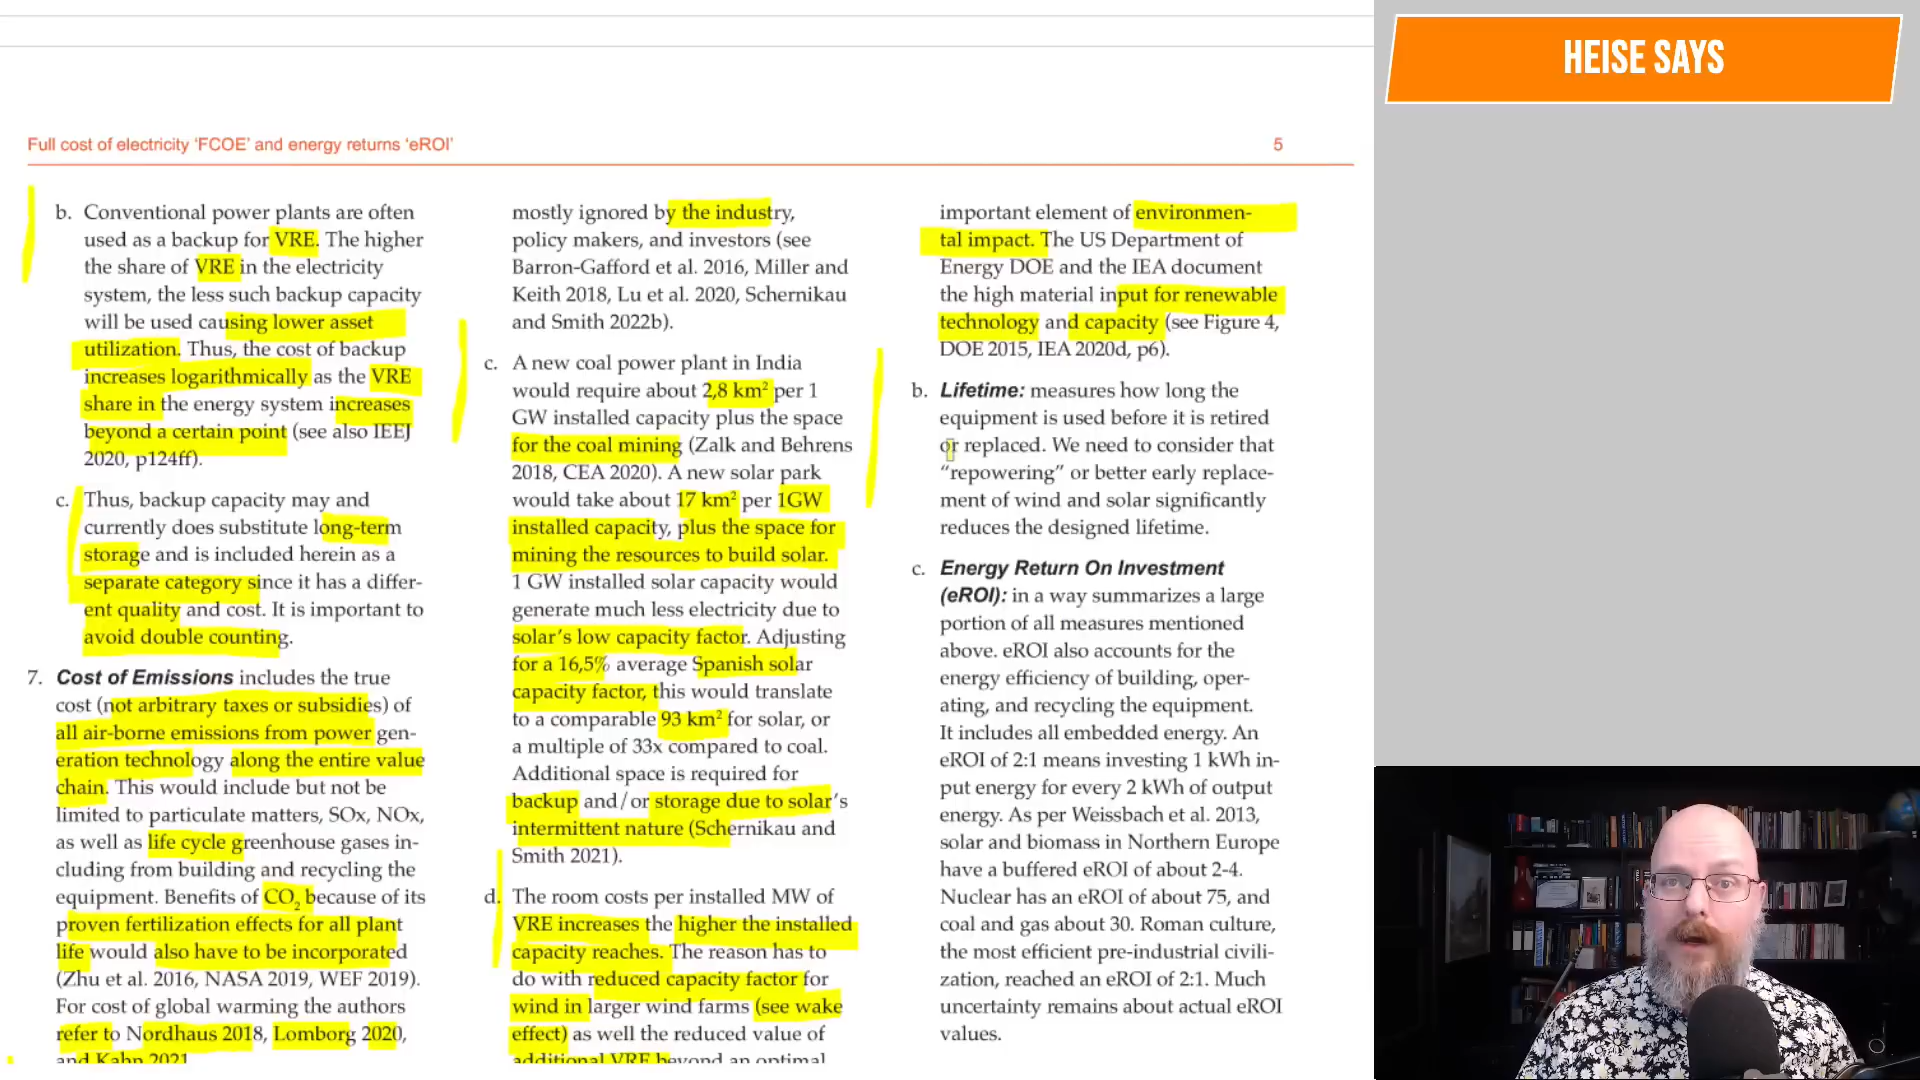 HEISE SAYS
Full cost of electricity ‘FCOE’ and energy returns ‘eROI’
5
b. Conventional power plants are often
used as a backup for VRE. The higher
the share of VRE in the electricity
system, the less such backup capacity
will be used causing lower asset
utilization. Thus, the cost of backup
increases logarithmically as the VRE
share in the energy system increases
beyond a certain point (see also IEEJ
2020, p124ff).
c. Thus, backup capacity may and
currently does substitute long-term
storage and is included herein as a
separate category since it has a differ-
ent quality and cost. It is important to
avoid double counting.
7. Cost of Emissions includes the true
cost (not arbitrary taxes or subsidies) of
all air-borne emissions from power gen-
eration technology along the entire value
chain. This would include but not be
limited to particulate matters, SOx, NOx,
as well as life cycle greenhouse gases in-
cluding from building and recycling the
equipment. Benefits of CO₂ because of its
proven fertilization effects for all plant
life would also have to be incorporated
(Zhu et al. 2016, NASA 2019, WEF 2019).
For cost of global warming the authors
refer to Nordhaus 2018, Lomborg 2020,
and Kahn 2021
mostly ignored by the industry,
policy makers, and investors (see
Barron-Gafford et al. 2016, Miller and
Keith 2018, Lu et al. 2020, Schernikau
and Smith 2022b).
c. A new coal power plant in India
would require about 2,8 km² per 1
GW installed capacity plus the space
for the coal mining (Zalk and Behrens
2018, CEA 2020). A new solar park
would take about 17 km² per 1GW
installed capacity, plus the space for
mining the resources to build solar.
1 GW installed solar capacity would
generate much less electricity due to
solar’s low capacity factor. Adjusting
for a 16,5% average Spanish solar
capacity factor, this would translate
to a comparable 93 km² for solar, or
a multiple of 33x compared to coal.
Additional space is required for
backup and/or storage due to solar’s
intermittent nature (Schernikau and
Smith 2021).
d. The room costs per installed MW of
VRE increases the higher the installed
capacity reaches. The reason has to
do with reduced capacity factor for
wind in larger wind farms (see wake
effect) as well the reduced value of
additional VRE beyond an optimal
important element of environmen-
tal impact. The US Department of
Energy DOE and the IEA document
the high material input for renewable
technology and capacity (see Figure 4,
DOE 2015, IEA 2020d, p6).
b. Lifetime: measures how long the
equipment is used before it is retired
or replaced. We need to consider that
“repowering” or better early replace-
ment of wind and solar significantly
reduces the designed lifetime.
c. Energy Return On Investment
(eROI): in a way summarizes a large
portion of all measures mentioned
above. eROI also accounts for the
energy efficiency of building, oper-
ating, and recycling the equipment.
It includes all embedded energy. An
eROI of 2:1 means investing 1 kWh in-
put energy for every 2 kWh of output
energy. As per Weissbach et al. 2013,
solar and biomass in Northern Europe
have a buffered eROI of about 2-4.
Nuclear has an eROI of about 75, and
coal and gas about 30. Roman culture,
the most efficient pre-industrial civili-
zation, reached an eROI of 2:1. Much
uncertainty remains about actual eROI
values.